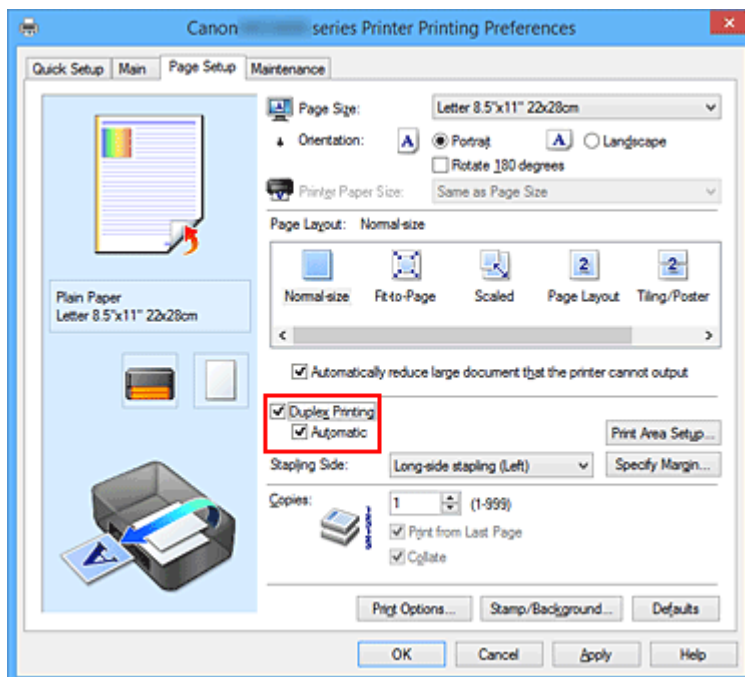 Canon series Printer Printing Preferences
Quick Setup Main Page Setup Maintenance
Page Size: Letter 8.5"x11" 22x28cm
Orientation: A Portrait A Landscape
Rotate 180 degrees
Printer Paper Size: Same as Page Size
Page Layout: Normal-size
Normal-size Fit-to-Page Scaled Page Layout Tiling/Poster
Plain Paper
Letter 8.5"x11" 22x28cm
Automatically reduce large document that the printer cannot output
Duplex Printing
Automatic
Print Area Setup...
Stapling Side: Long-side stapling (Left) Specify Margin...
Copies: 1 (1-999)
Print from Last Page
Collate
Print Options... Stamp/Background... Defaults
OK Cancel Apply Help